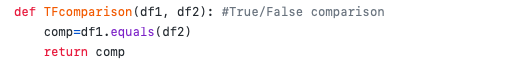 def TFcomparison(df1, df2): #True/False comparison
    comp=df1.equals(df2)
    return comp